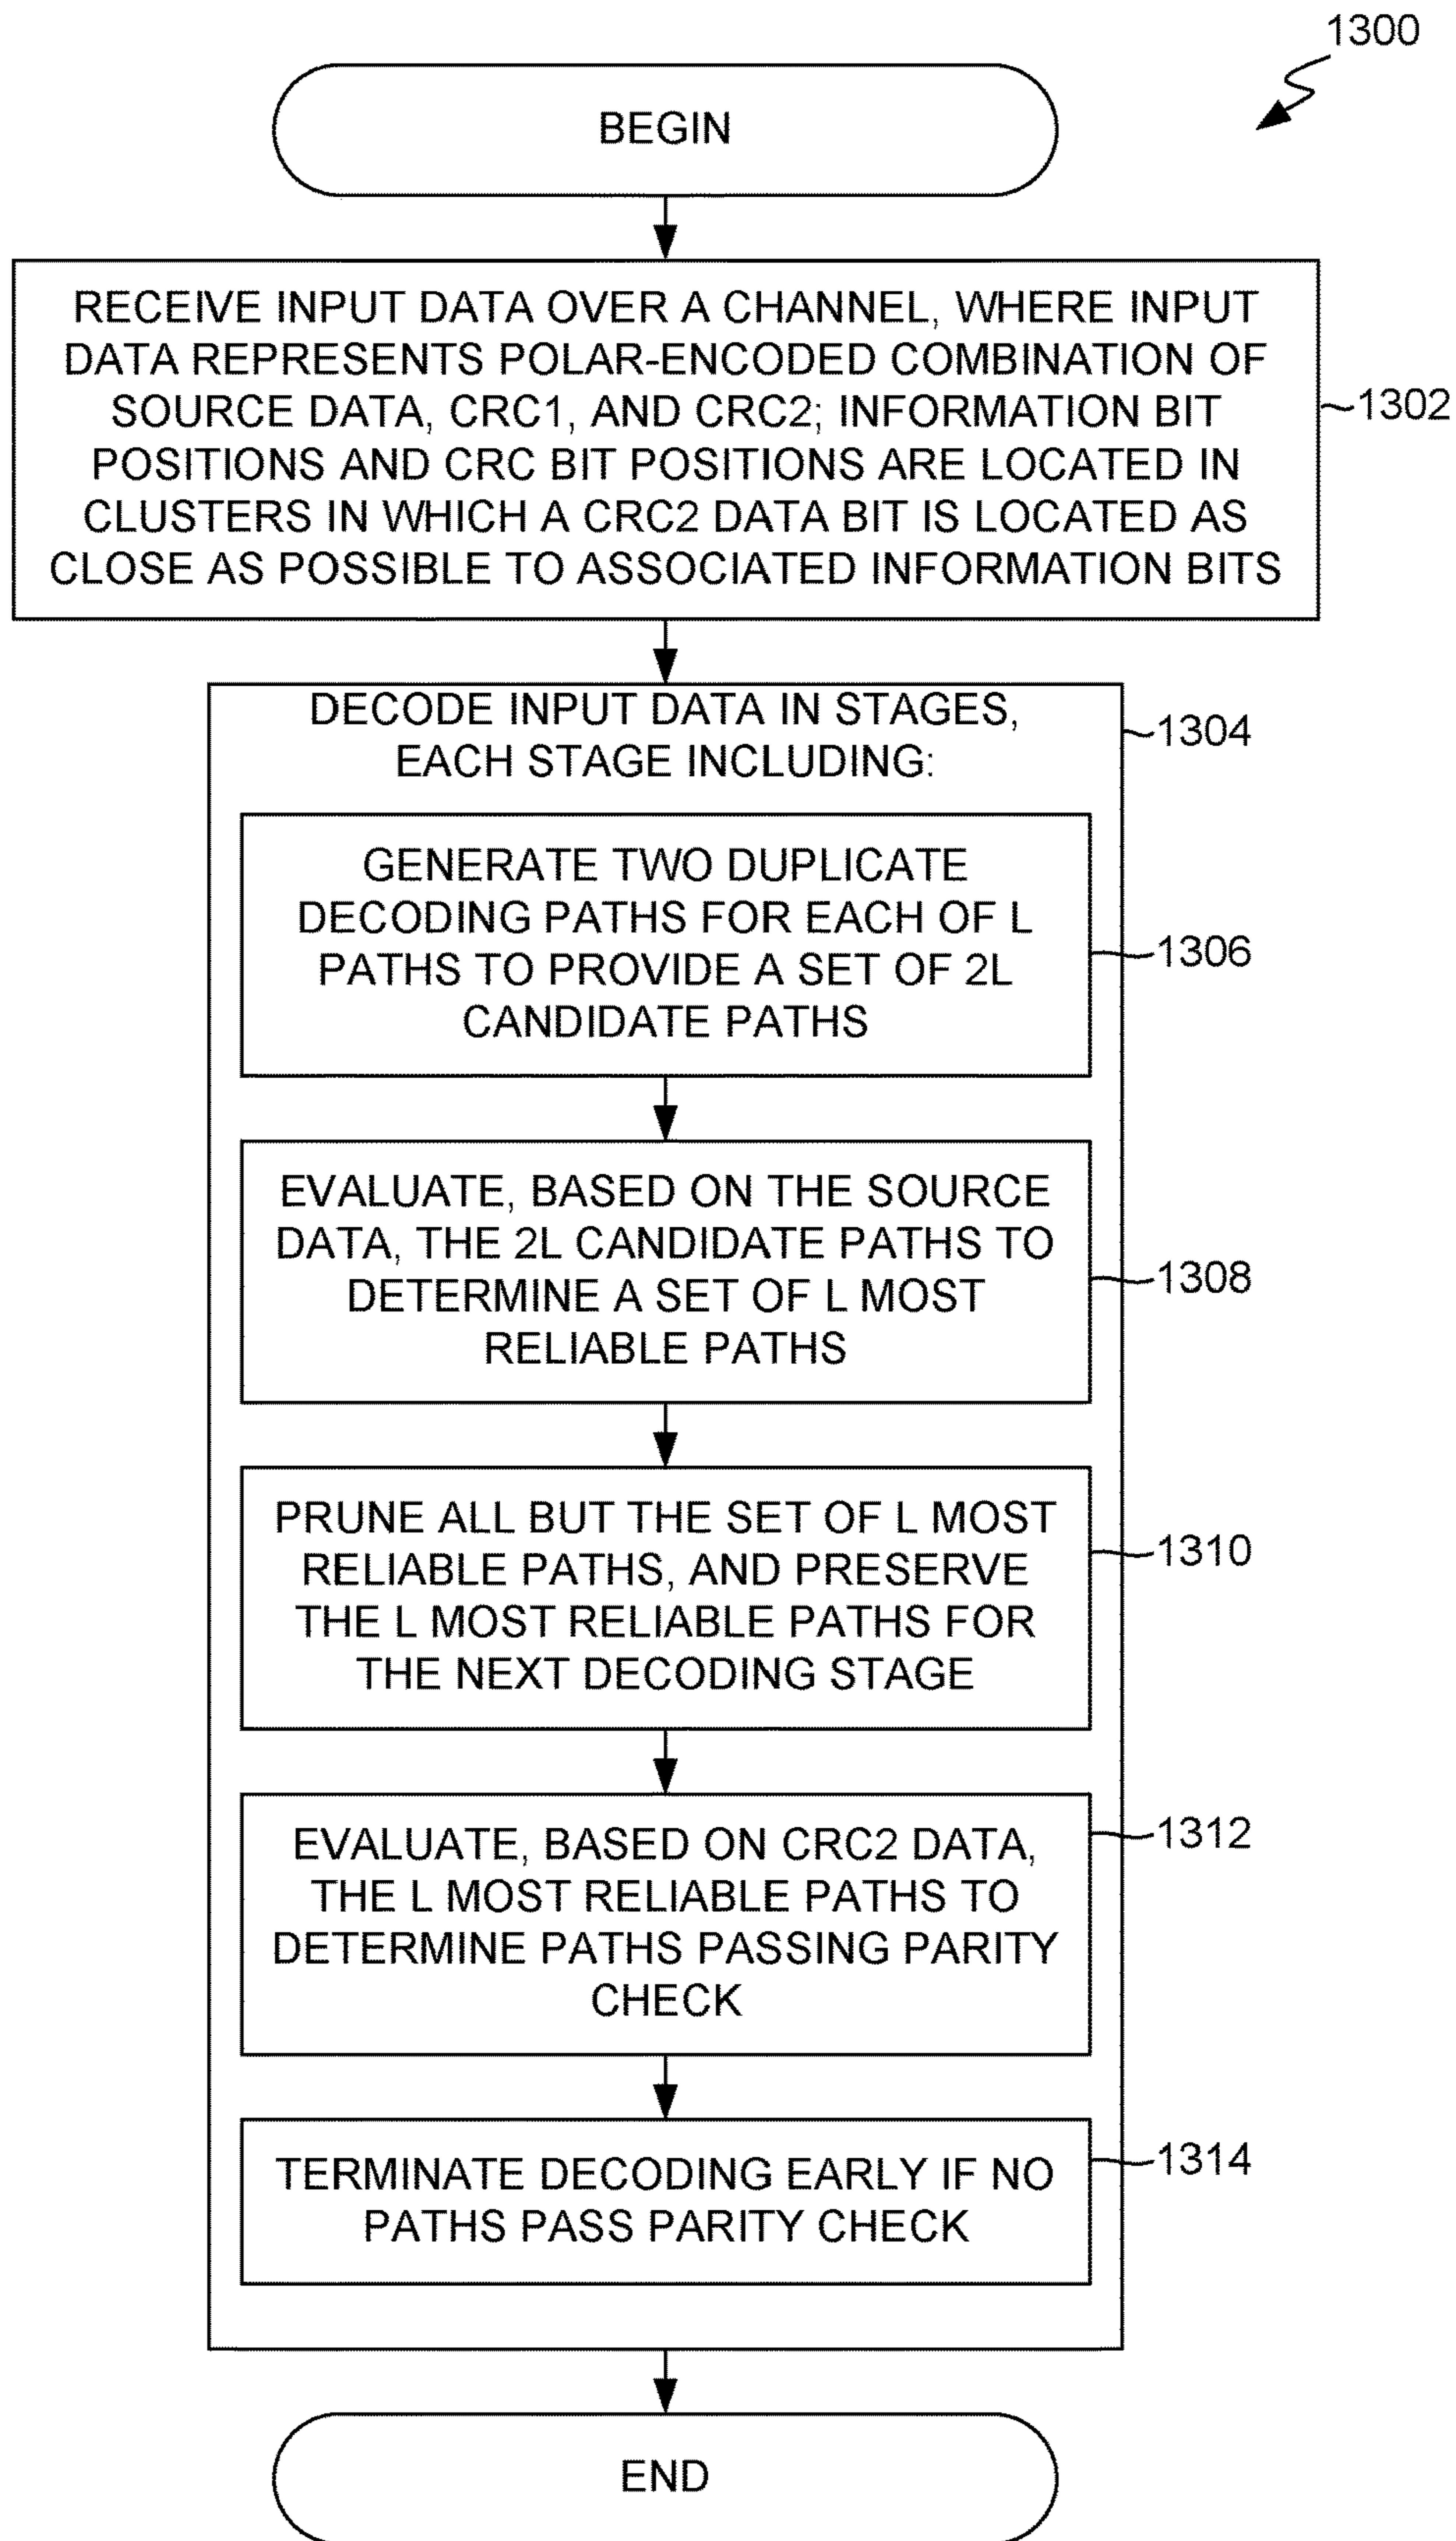 1300
BEGIN
RECEIVE INPUT DATA OVER A CHANNEL, WHERE INPUT
DATA REPRESENTS POLAR-ENCODED COMBINATION OF
SOURCE DATA, CRC1, AND CRC2; INFORMATION BIT
POSITIONS AND CRC BIT POSITIONS ARE LOCATED IN
CLUSTERS IN WHICH A CRC2 DATA BIT IS LOCATED AS
CLOSE AS POSSIBLE TO ASSOCIATED INFORMATION BITS
1302
DECODE INPUT DATA IN STAGES,
EACH STAGE INCLUDING:
1304
GENERATE TWO DUPLICATE
DECODING PATHS FOR EACH OF L
PATHS TO PROVIDE A SET OF 2L
CANDIDATE PATHS
1306
EVALUATE, BASED ON THE SOURCE
DATA, THE 2L CANDIDATE PATHS TO
DETERMINE A SET OF L MOST
RELIABLE PATHS
1308
PRUNE ALL BUT THE SET OF L MOST
RELIABLE PATHS, AND PRESERVE
THE L MOST RELIABLE PATHS FOR
THE NEXT DECODING STAGE
1310
EVALUATE, BASED ON CRC2 DATA,
THE L MOST RELIABLE PATHS TO
DETERMINE PATHS PASSING PARITY
CHECK
1312
TERMINATE DECODING EARLY IF NO
PATHS PASS PARITY CHECK
1314
END